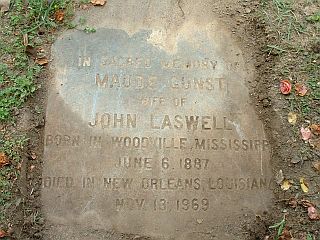 IN SACRED MEMORY OF
MAUDE GUNST
WIFE OF
JOHN LASWELL
BORN IN WOODVILLE, MISSISSIPPI
JUNE 6, 1887
DIED IN NEW ORLEANS, LOUISIANA
NOV 13, 1969